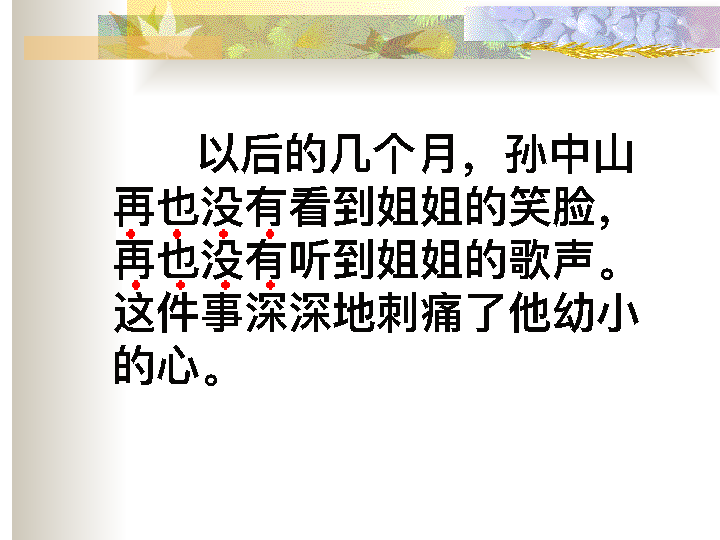 以后的几个月，孙中山
再也没有看到姐姐的笑脸，
再也没有听到姐姐的歌声。
这件事深深地刺痛了他幼小
的心。